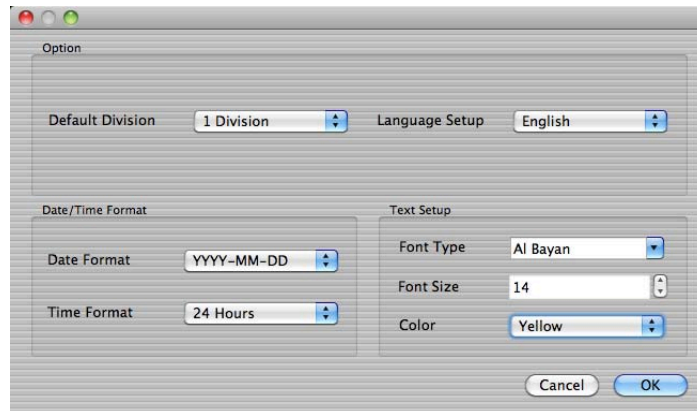 Option
Default Division 1 Division Language Setup English
Date/Time Format
Date Format YYYY-MM-DD
Time Format 24 Hours
Text Setup
Font Type Al Bayan
Font Size 14
Color Yellow
Cancel OK